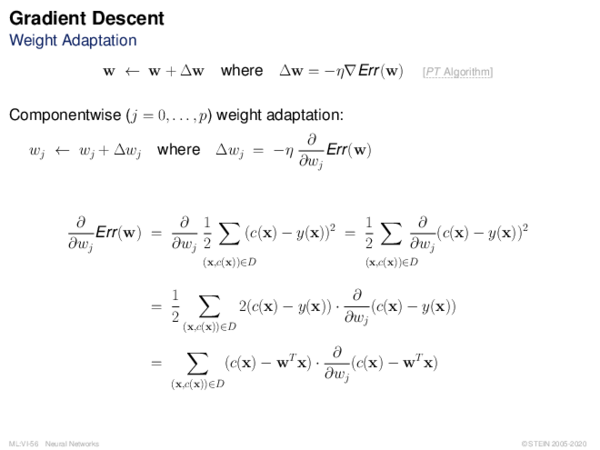 Gradient Descent
Weight Adaptation
w ← w + Δw where Δw = −η∇Err(w) [PT Algorithm]
Componentwise (j = 0, . . . , p) weight adaptation:
w_j ← w_j + Δw_j where Δw_j = −η ∂/∂w_j Err(w)
∂/∂w_j Err(w) = ∂/∂w_j 1/2 ∑_{(x,c(x))∈D} (c(x) − y(x))² = 1/2 ∑_{(x,c(x))∈D} ∂/∂w_j (c(x) − y(x))²
= 1/2 ∑_{(x,c(x))∈D} 2(c(x) − y(x)) · ∂/∂w_j (c(x) − y(x))
= ∑_{(x,c(x))∈D} (c(x) − wᵀx) · ∂/∂w_j (c(x) − wᵀx)
ML:VI-56 Neural Networks © STEIN 2005-2020